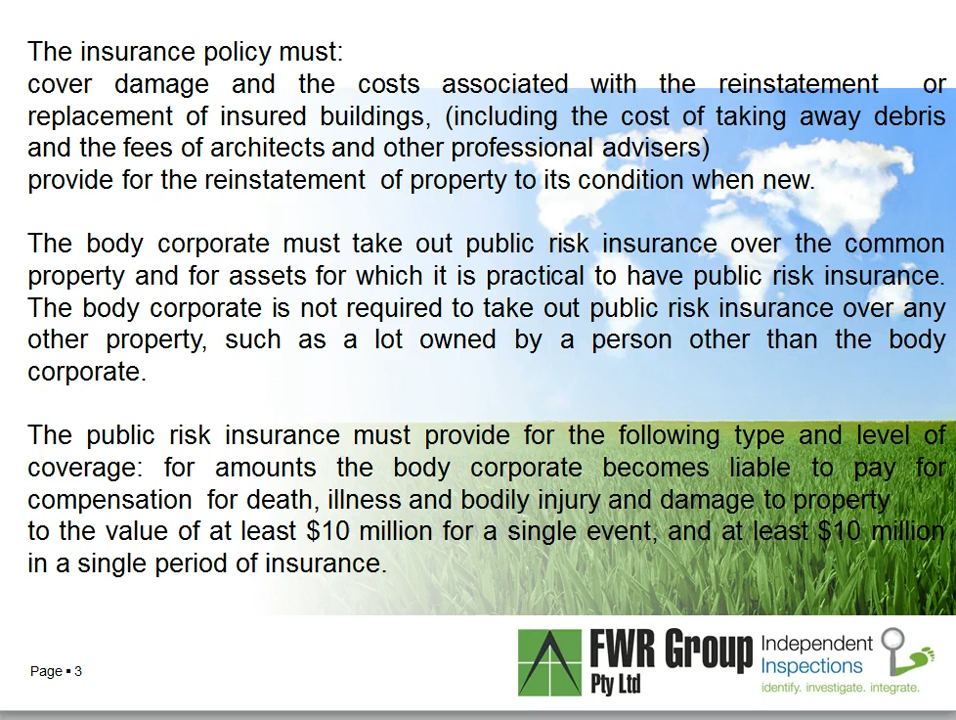 The insurance policy must:
cover damage and the costs associated with the reinstatement or
replacement of insured buildings, (including the cost of taking away debris
and the fees of architects and other professional advisers)
provide for the reinstatement of property to its condition when new.
The body corporate must take out public risk insurance over the common
property and for assets for which it is practical to have public risk insurance.
The body corporate is not required to take out public risk insurance over any
other property, such as a lot owned by a person other than the body
corporate.
The public risk insurance must provide for the following type and level of
coverage: for amounts the body corporate becomes liable to pay for
compensation for death, illness and bodily injury and damage to property
to the value of at least $10 million for a single event, and at least $10 million
in a single period of insurance.
Page ▪ 3
FWR Group
Pty Ltd
Independent
Inspections
identify. investigate. integrate.